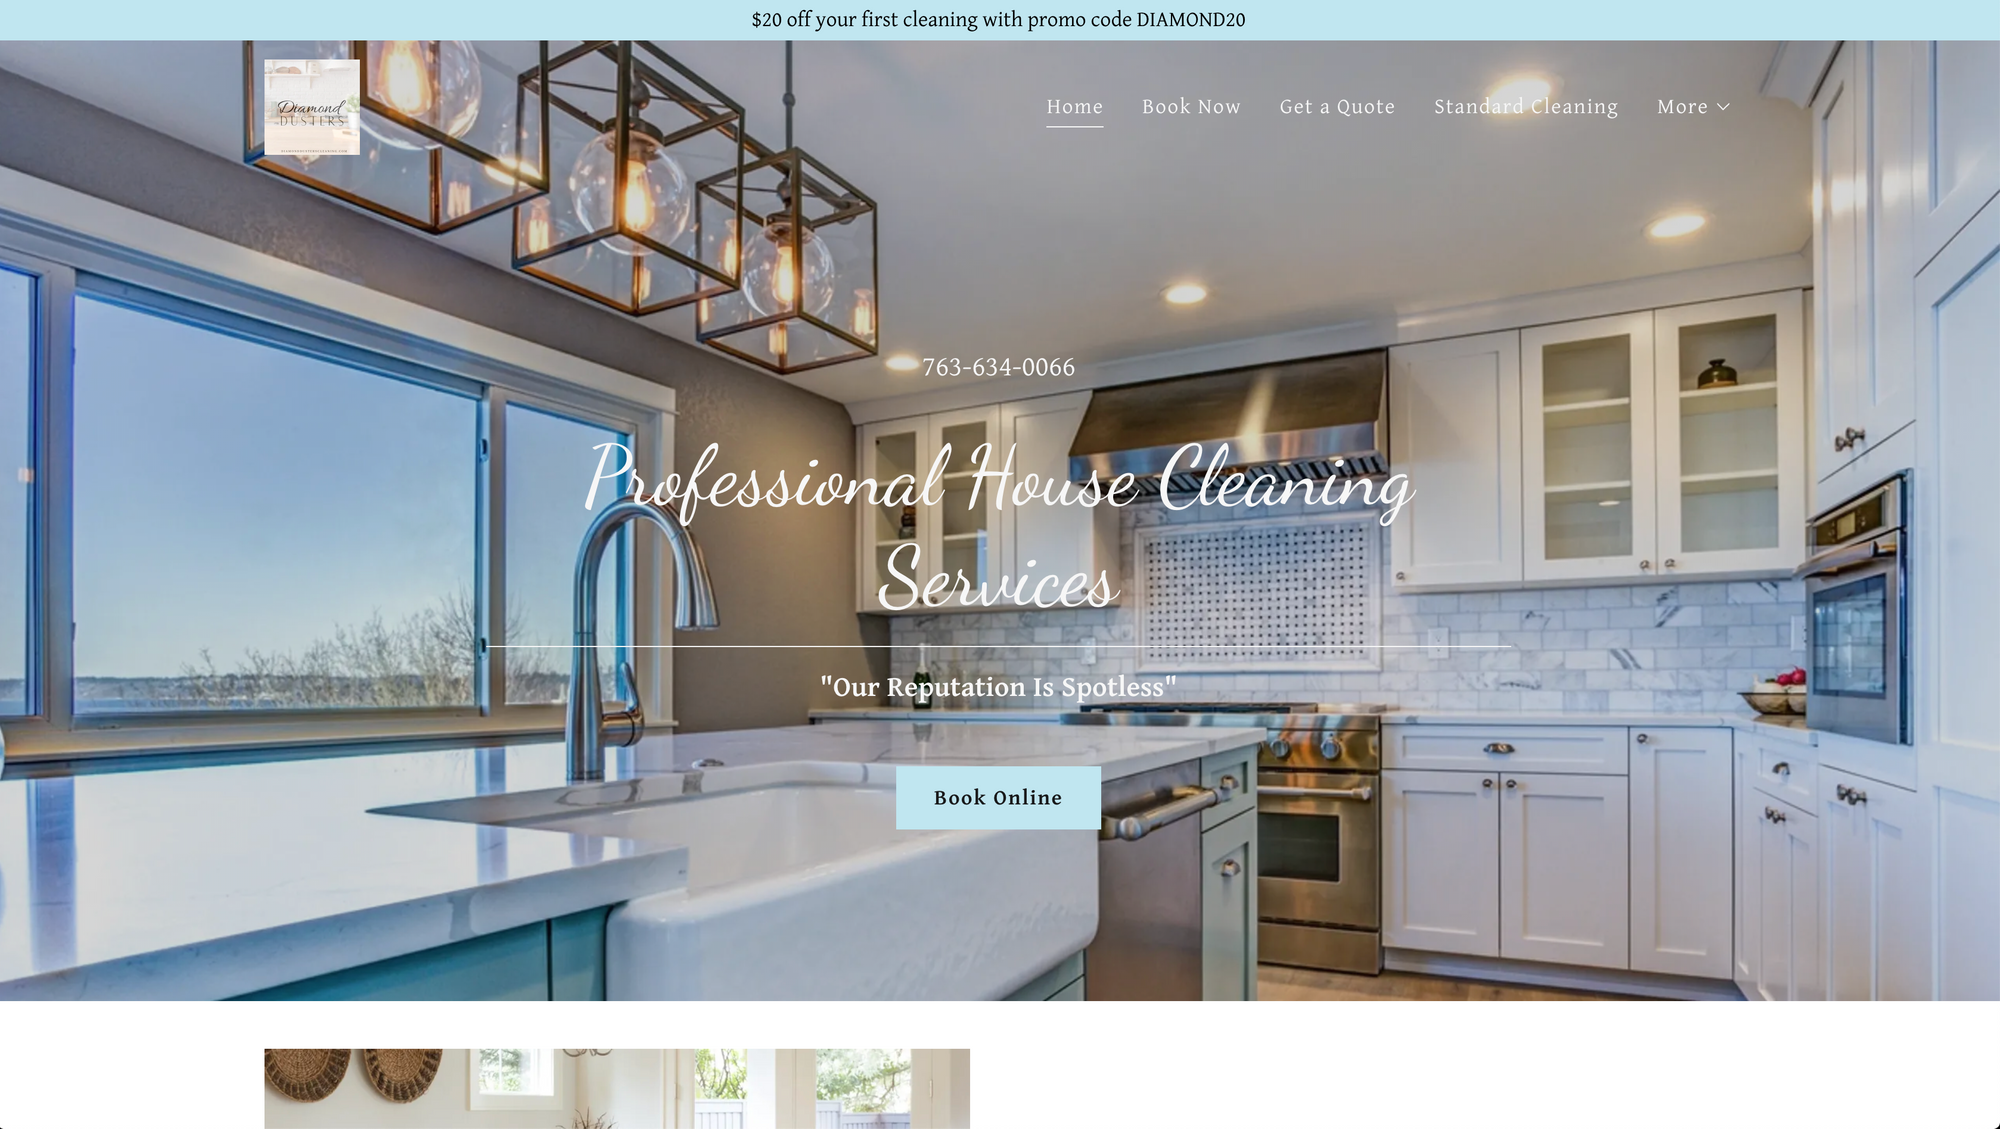 $20 off your first cleaning with promo code DIAMOND20
Diamond
DUSTERS
Home Book Now Get a Quote Standard Cleaning More
763-634-0066
Professional House Cleaning
Services
"Our Reputation Is Spotless"
Book Online